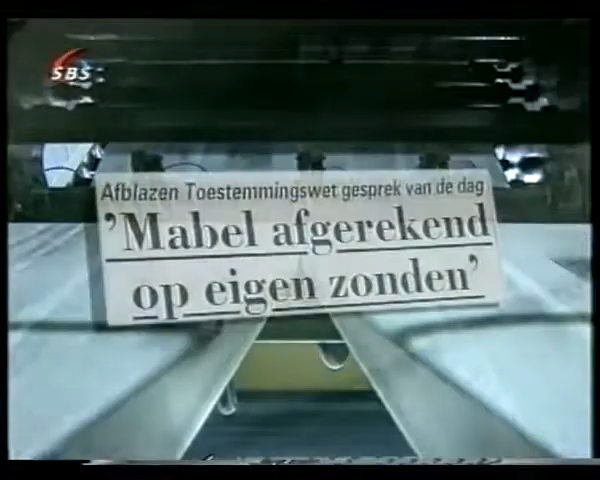 SBS
Afblazen Toestemmingswet gesprek van de dag
'Mabel afgerekend
op eigen zonden'